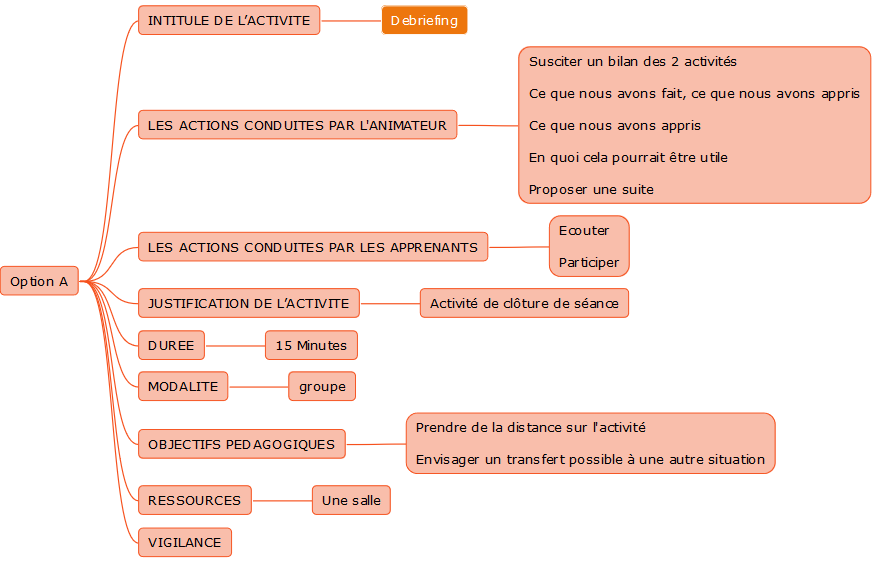 INTITULE DE L’ACTIVITE
Debriefing
LES ACTIONS CONDUITES PAR L'ANIMATEUR
Susciter un bilan des 2 activités
Ce que nous avons fait, ce que nous avons appris
Ce que nous avons appris
En quoi cela pourrait être utile
Proposer une suite
LES ACTIONS CONDUITES PAR LES APPRENANTS
Ecouter
Participer
Option A
JUSTIFICATION DE L’ACTIVITE
Activité de clôture de séance
DUREE
15 Minutes
MODALITE
groupe
OBJECTIFS PEDAGOGIQUES
Prendre de la distance sur l'activité
Envisager un transfert possible à une autre situation
RESSOURCES
Une salle
VIGILANCE